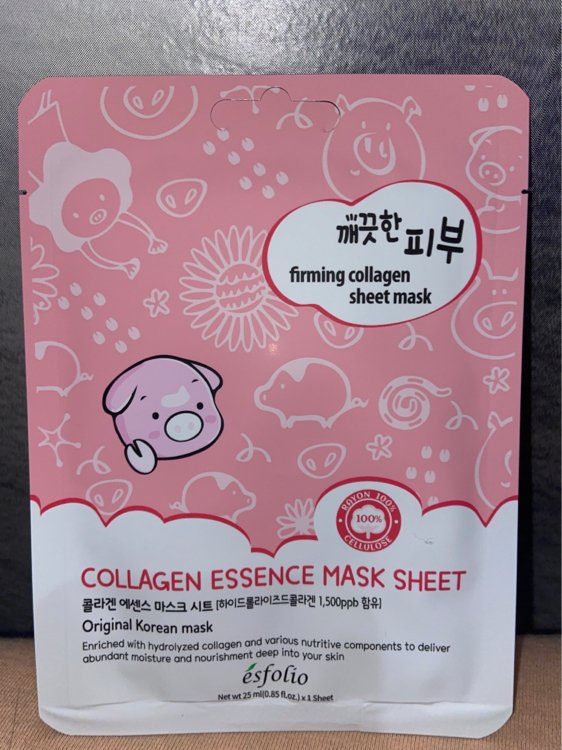 깨끗한 피부
firming collagen
sheet mask
RAYON 100%
100%
CELLULOSE
COLLAGEN ESSENCE MASK SHEET
콜라겐 에센스 마스크 시트 [하이드롤라이즈드콜라겐 1,500ppb 함유]
Original Korean mask
Enriched with hydrolyzed collagen and various nutritive components to deliver
abundant moisture and nourishment deep into your skin
esfolio
Net wt 25 ml(0.85 fl.oz.) x 1 Sheet